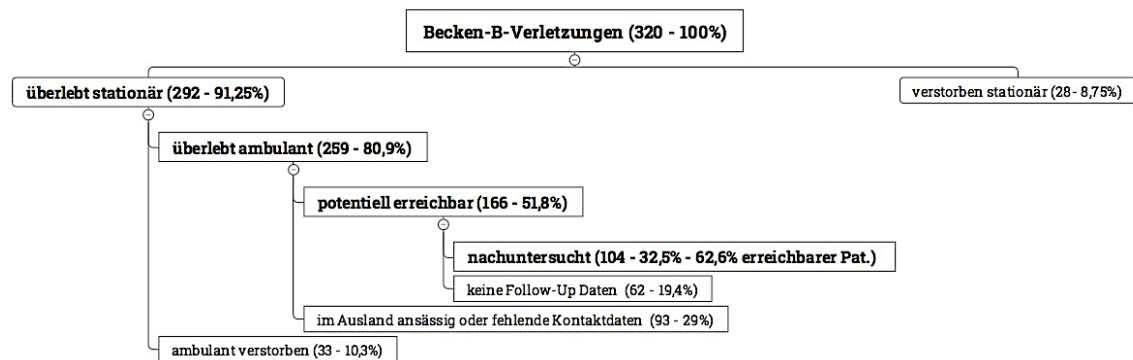 Becken-B-Verletzungen (320 - 100%)
überlebt stationär (292 - 91,25%)
verstorben stationär (28- 8,75%)
überlebt ambulant (259 - 80,9%)
potentiell erreichbar (166 - 51,8%)
nachuntersucht (104 - 32,5% - 62,6% erreichbarer Pat.)
keine Follow-Up Daten (62 - 19,4%)
im Ausland ansässig oder fehlende Kontaktdaten (93 - 29%)
ambulant verstorben (33 - 10,3%)